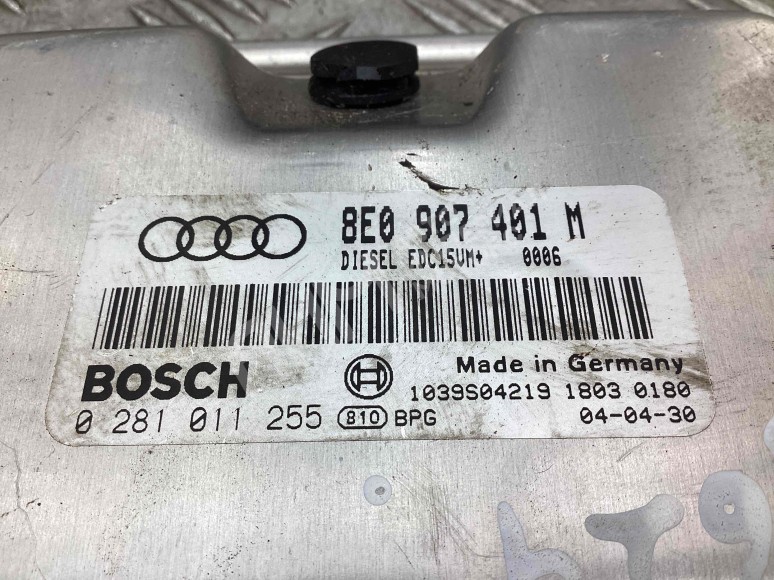 8E0 907 401 M
DIESEL EDC15VM+ 0006
BOSCH
Made in Germany
1039S04219 1803 0180
0 281 011 255 810 BPG 04-04-30